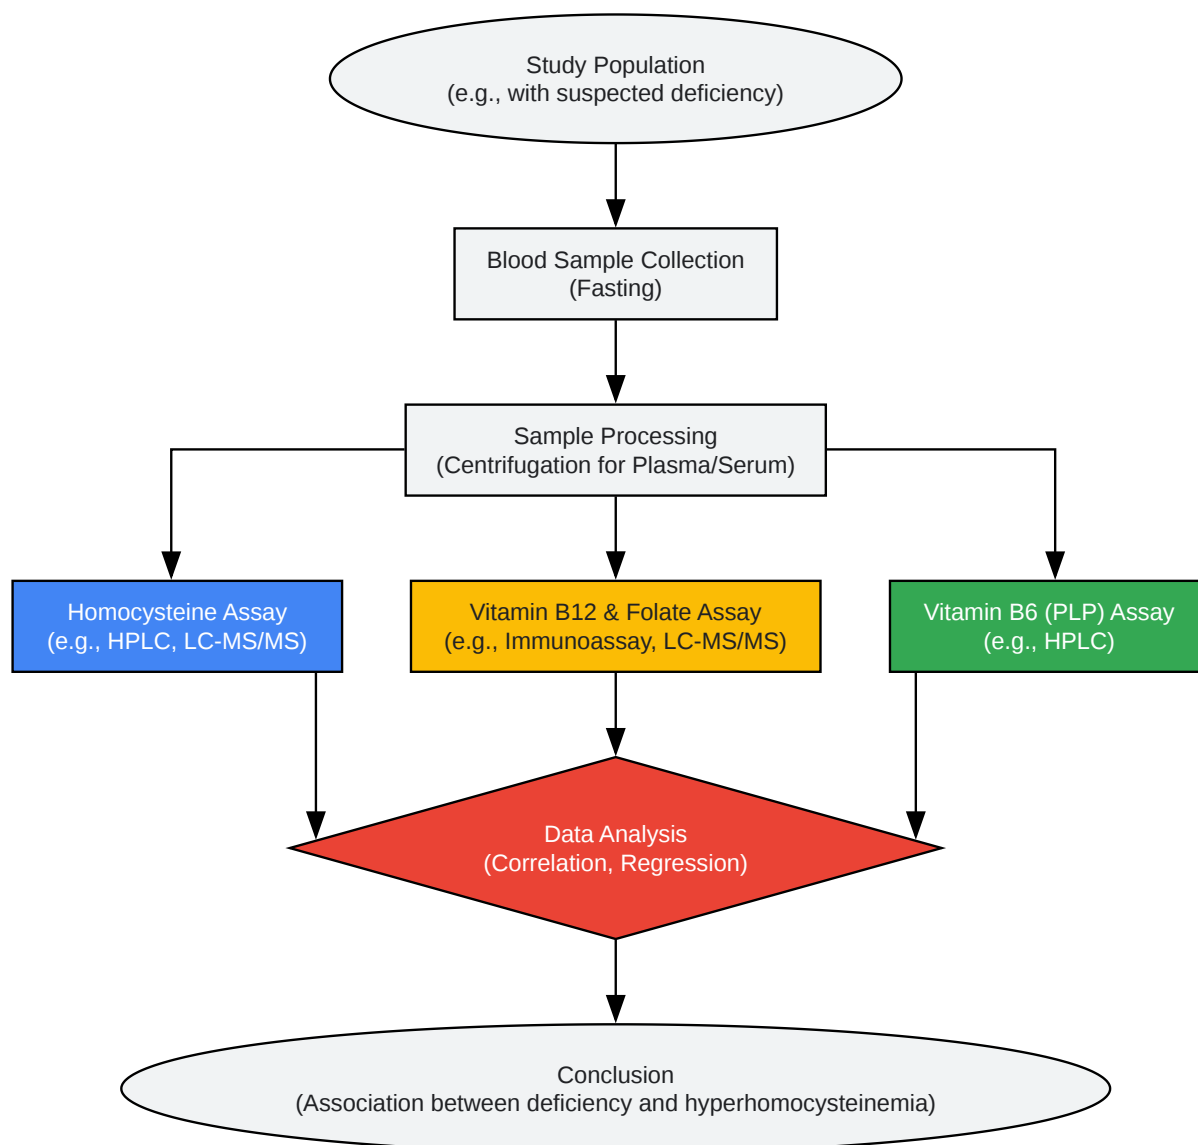 Study Population
(e.g., with suspected deficiency)
Blood Sample Collection
(Fasting)
Sample Processing
(Centrifugation for Plasma/Serum)
Homocysteine Assay
(e.g., HPLC, LC-MS/MS)
Vitamin B12 & Folate Assay
(e.g., Immunoassay, LC-MS/MS)
Vitamin B6 (PLP) Assay
(e.g., HPLC)
Data Analysis
(Correlation, Regression)
Conclusion
(Association between deficiency and hyperhomocysteinemia)